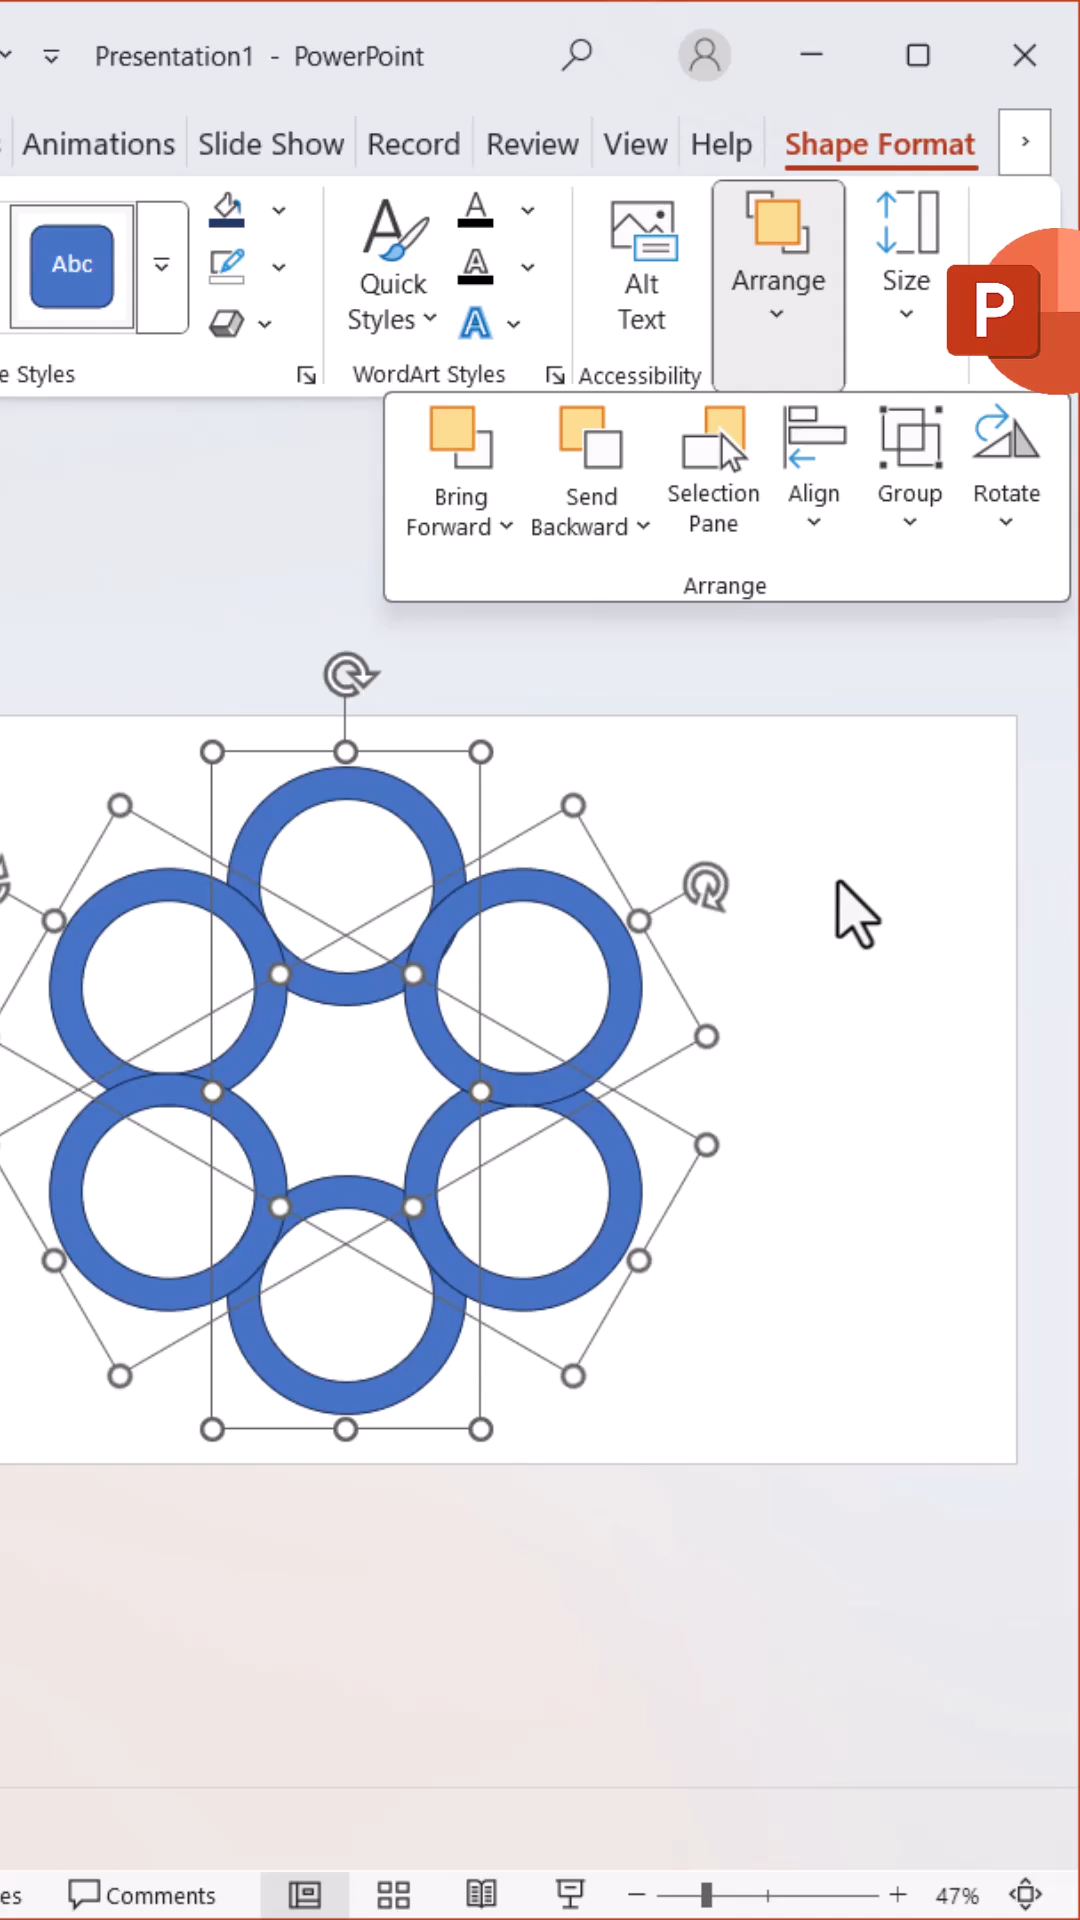 Presentation1 - PowerPoint
Animations Slide Show Record Review View Help Shape Format
Abc
Quick
Styles
A
A
A
Alt
Text
Arrange
Size
P
e Styles
WordArt Styles
Accessibility
Bring
Forward
Send
Backward
Selection
Pane
Align
Group
Rotate
Arrange
es
Comments
47%